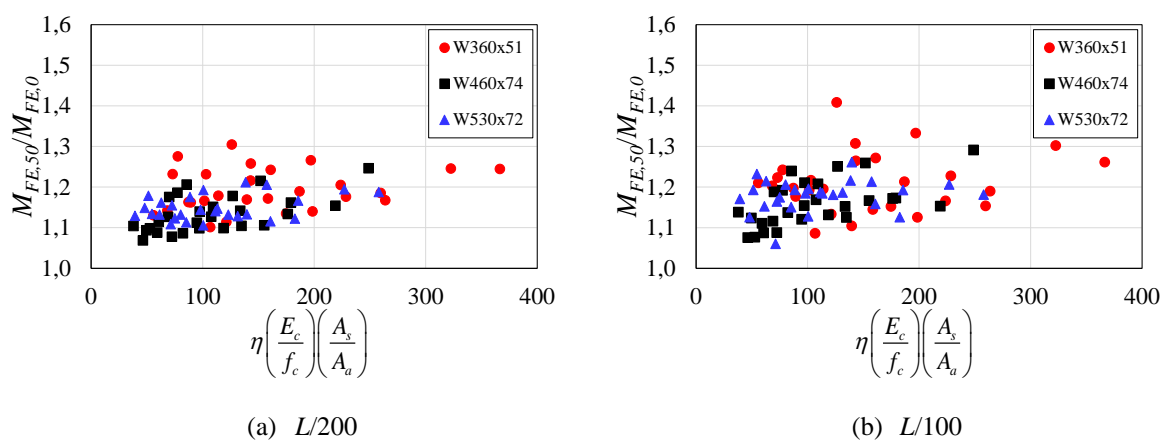 1,6
1,5
1,4
1,3
1,2
1,1
1,0
M_{FE,50}/M_{FE,0}
W360x51
W460x74
W530x72
0 100 200 300 400
η(E_c/f_c)(A_s/A_a)
(a) L/200
1,6
1,5
1,4
1,3
1,2
1,1
1,0
M_{FE,50}/M_{FE,0}
W360x51
W460x74
W530x72
0 100 200 300 400
η(E_c/f_c)(A_s/A_a)
(b) L/100